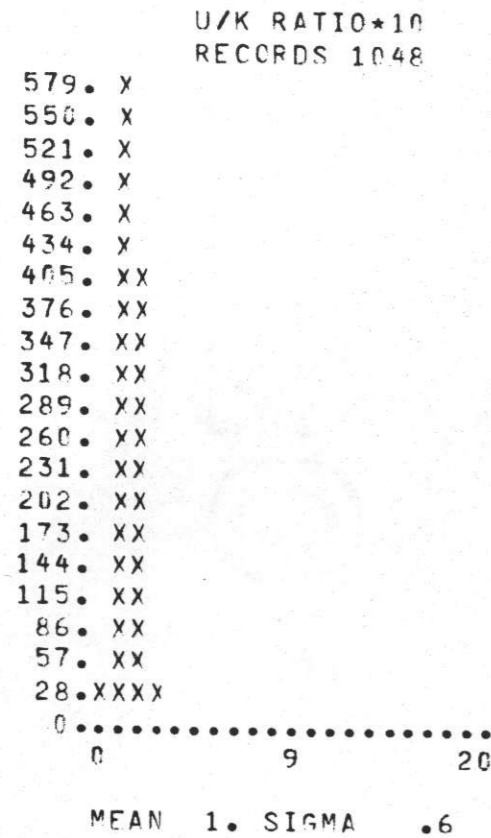 U/K RATIO*10
RECORDS 1048
579. X
550. X
521. X
492. X
463. X
434. X
405. XX
376. XX
347. XX
318. XX
289. XX
260. XX
231. XX
202. XX
173. XX
144. XX
115. XX
86. XX
57. XX
28.XXXX
0......................
0 9 20
MEAN 1. SIGMA .6